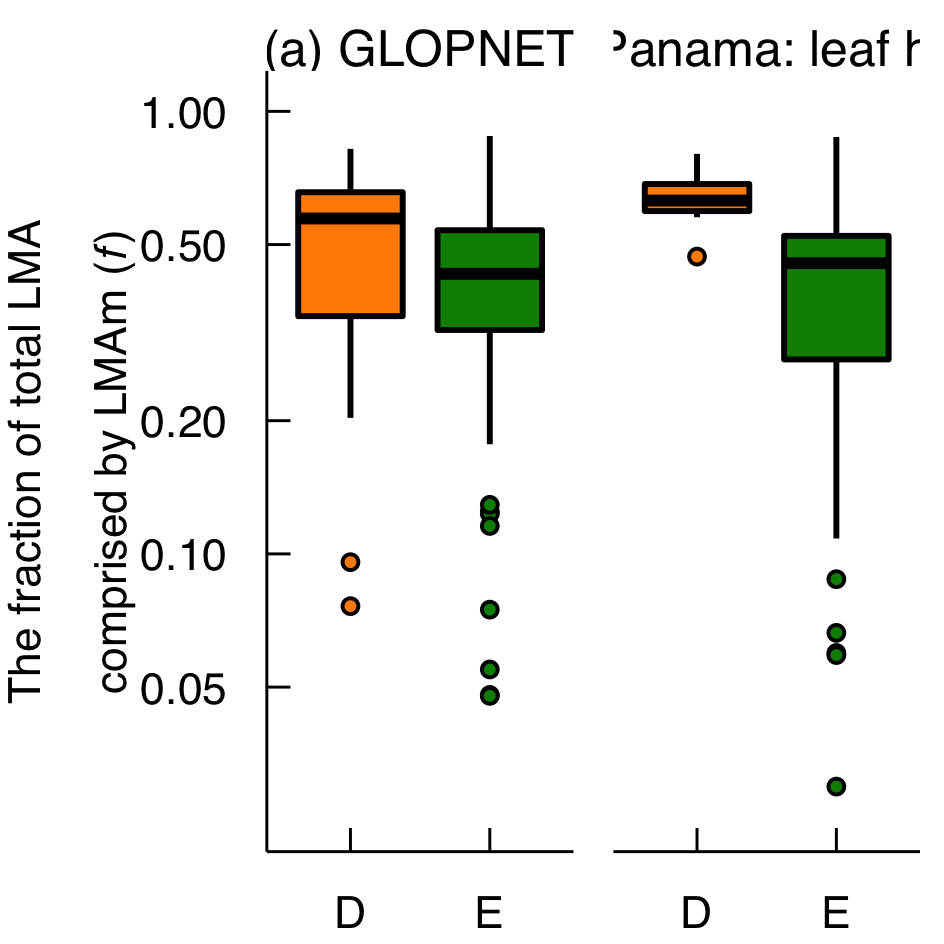 (a) GLOPNET
Panama: leaf h
The fraction of total LMA
comprised by LMAm (f)
1.00
0.50
0.20
0.10
0.05
D
E
D
E